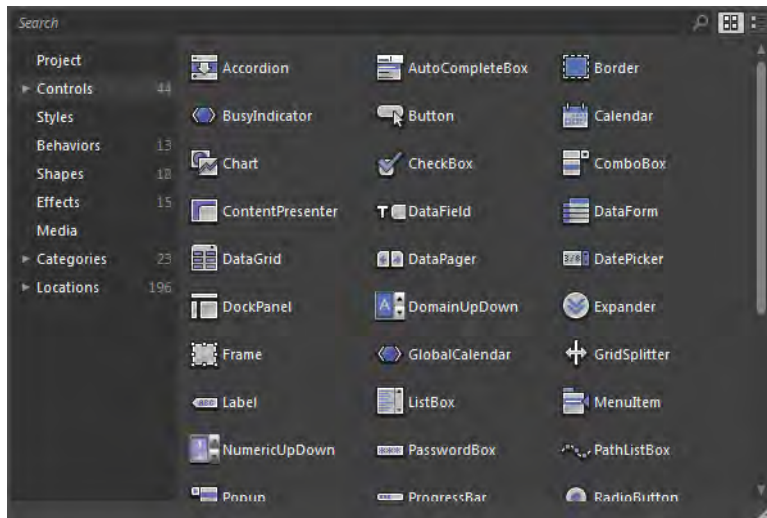 Search
Project
Controls 44
Styles
Behaviors 13
Shapes 18
Effects 15
Media
Categories 23
Locations 196
Accordion AutoCompleteBox Border
BusyIndicator Button Calendar
Chart CheckBox ComboBox
ContentPresenter DataField DataForm
DataGrid DataPager DatePicker
DockPanel DomainUpDown Expander
Frame GlobalCalendar GridSplitter
Label ListBox MenuItem
NumericUpDown PasswordBox PathListBox
Popup ProgressBar RadioButton